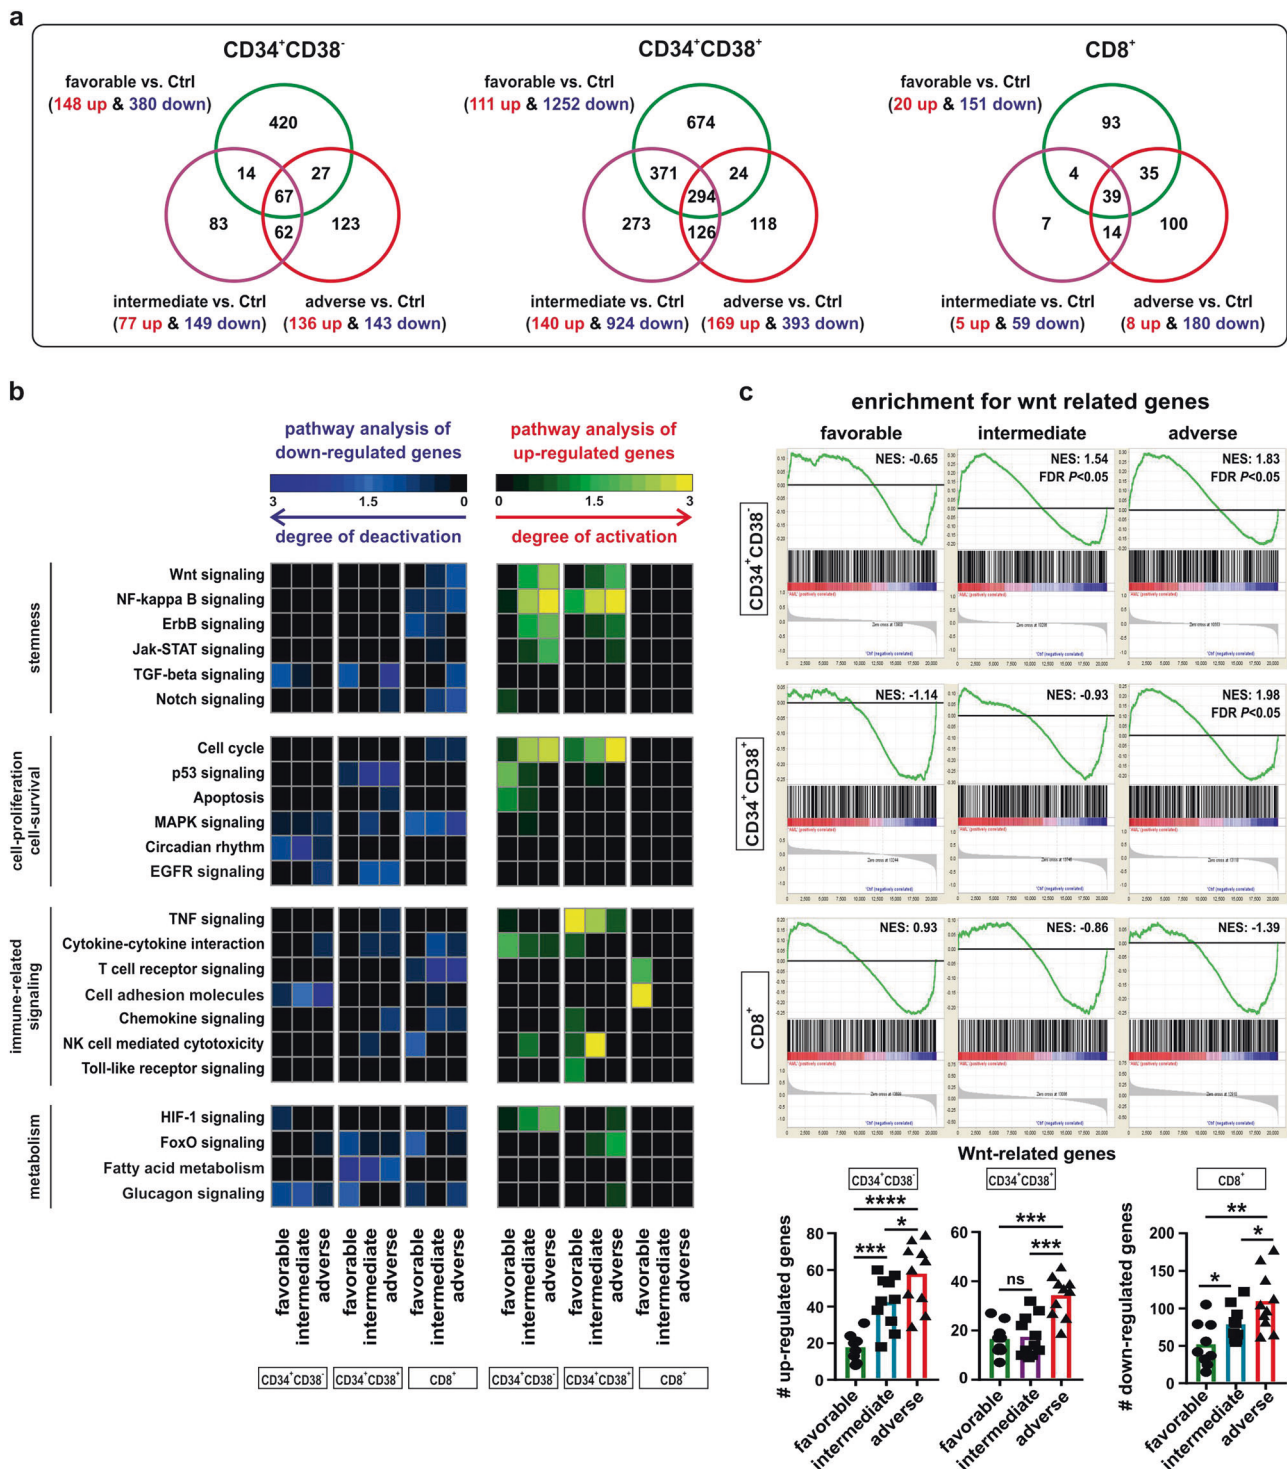 a
CD34+CD38-
favorable vs. Ctrl
(148 up & 380 down)
420
14
27
67
83
62
123
intermediate vs. Ctrl
(77 up & 149 down)
adverse vs. Ctrl
(136 up & 143 down)
CD34+CD38+
favorable vs. Ctrl
(111 up & 1252 down)
674
371
24
294
273
126
118
intermediate vs. Ctrl
(140 up & 924 down)
adverse vs. Ctrl
(169 up & 393 down)
CD8+
favorable vs. Ctrl
(20 up & 151 down)
93
4
35
39
7
14
100
intermediate vs. Ctrl
(5 up & 59 down)
adverse vs. Ctrl
(8 up & 180 down)
b
pathway analysis of
down-regulated genes
3 1.5 0
degree of deactivation
pathway analysis of
up-regulated genes
0 1.5 3
degree of activation
stemness
Wnt signaling
NF-kappa B signaling
ErbB signaling
Jak-STAT signaling
TGF-beta signaling
Notch signaling
cell-proliferation
cell-survival
Cell cycle
p53 signaling
Apoptosis
MAPK signaling
Circadian rhythm
EGFR signaling
immune-related
signaling
TNF signaling
Cytokine-cytokine interaction
T cell receptor signaling
Cell adhesion molecules
Chemokine signaling
NK cell mediated cytotoxicity
Toll-like receptor signaling
metabolism
HIF-1 signaling
FoxO signaling
Fatty acid metabolism
Glucagon signaling
favorable
intermediate
adverse
favorable
intermediate
adverse
favorable
intermediate
adverse
favorable
intermediate
adverse
favorable
intermediate
adverse
favorable
intermediate
adverse
CD34+CD38-
CD34+CD38+
CD8+
CD34+CD38-
CD34+CD38+
CD8+
c
enrichment for wnt related genes
favorable
intermediate
adverse
CD34+CD38-
NES: -0.65
NES: 1.54
FDR P<0.05
NES: 1.83
FDR P<0.05
CD34+CD38+
NES: -1.14
NES: -0.93
NES: 1.98
FDR P<0.05
CD8+
NES: 0.93
NES: -0.86
NES: -1.39
Wnt-related genes
CD34+CD38-
# up-regulated genes
80
60
40
20
0
****
*
***
favorable
intermediate
adverse
CD34+CD38+
60
40
20
0
***
***
ns
favorable
intermediate
adverse
CD8+
# down-regulated genes
200
150
100
50
0
**
*
*
favorable
intermediate
adverse